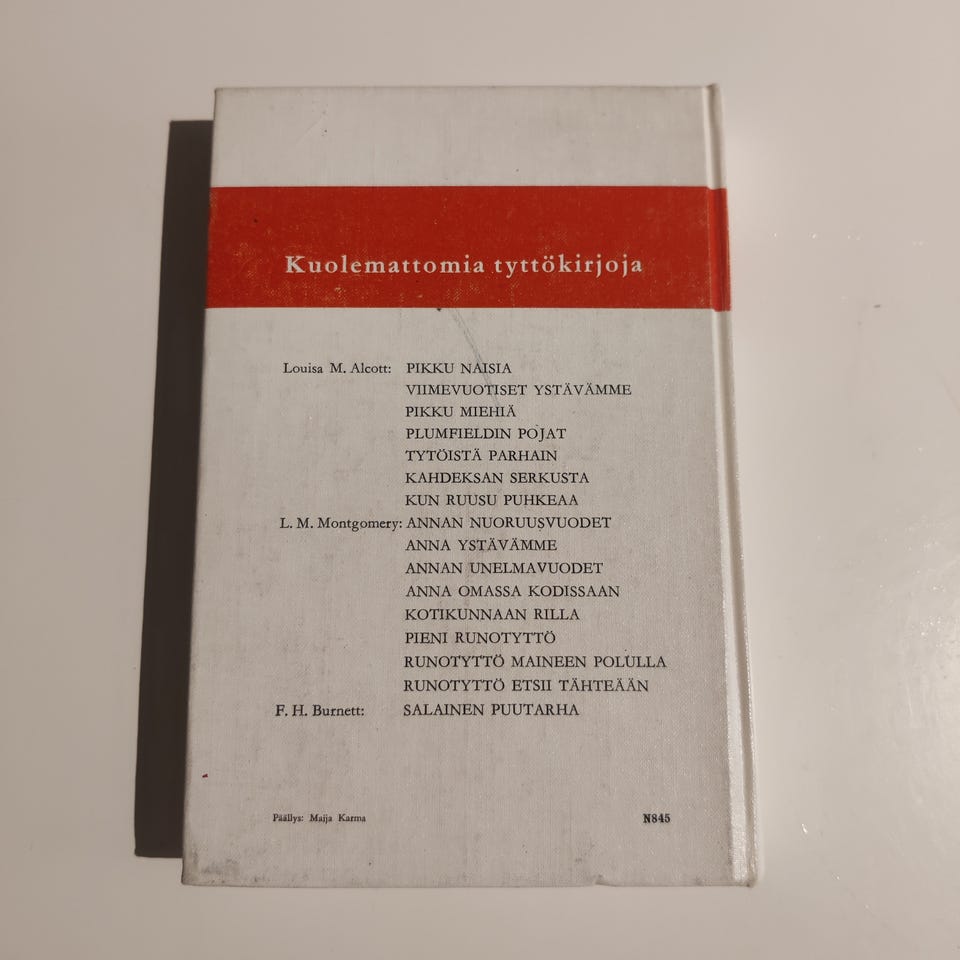 Kuolemattomia tyttökirjoja
Louisa M. Alcott: PIKKU NAISIA
VIIMEVUOTISET YSTÄVÄMME
PIKKU MIEHIÄ
PLUMFIELDIN POJAT
TYTÖISTÄ PARHAIN
KAHDEKSAN SERKUSTA
KUN RUUSU PUHKEAA
L. M. Montgomery: ANNAN NUORUUSVUODET
ANNA YSTÄVÄMME
ANNAN UNELMAVUODET
ANNA OMASSA KODISSAAN
KOTIKUNNAAN RILLA
PIENI RUNOTYTTÖ
RUNOTYTTÖ MAINEEN POLULLA
RUNOTYTTÖ ETSII TÄHTEÄÄN
F. H. Burnett: SALAINEN PUUTARHA
Päällys: Maija Karma N845